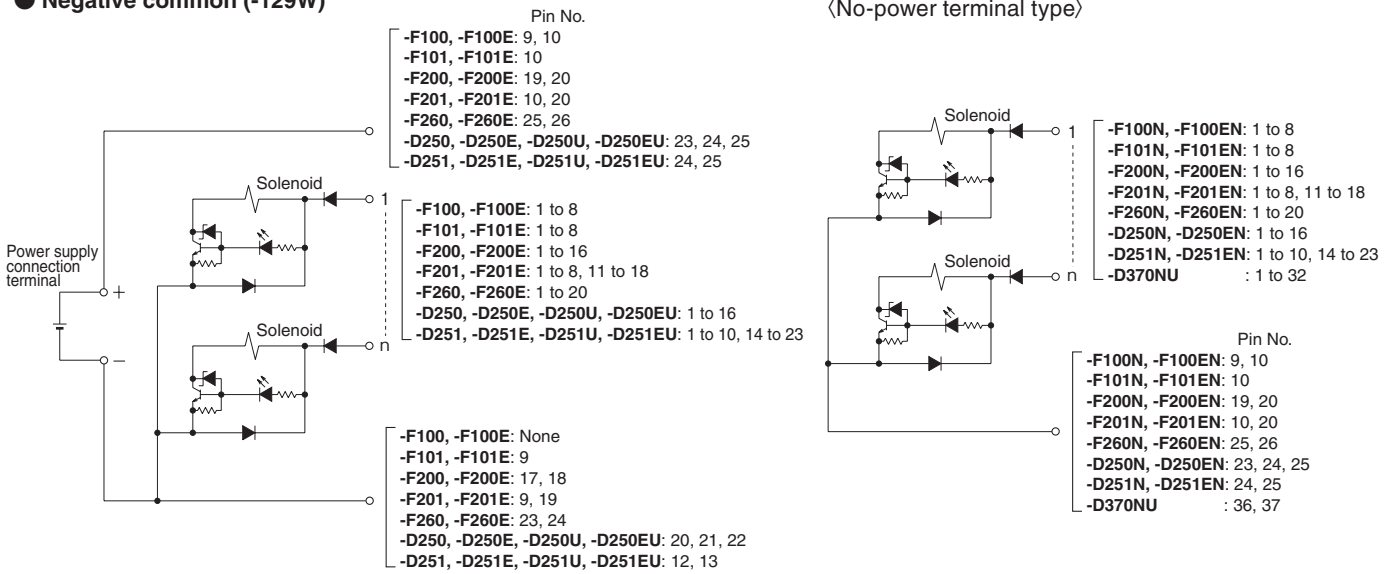 ● Negative common (-129W)
Pin No.
-F100, -F100E: 9, 10
-F101, -F101E: 10
-F200, -F200E: 19, 20
-F201, -F201E: 10, 20
-F260, -F260E: 25, 26
-D250, -D250E, -D250U, -D250EU: 23, 24, 25
-D251, -D251E, -D251U, -D251EU: 24, 25
Solenoid
1
-F100, -F100E: 1 to 8
-F101, -F101E: 1 to 8
-F200, -F200E: 1 to 16
-F201, -F201E: 1 to 8, 11 to 18
-F260, -F260E: 1 to 20
-D250, -D250E, -D250U, -D250EU: 1 to 16
-D251, -D251E, -D251U, -D251EU: 1 to 10, 14 to 23
Power supply
connection
terminal
+
−
Solenoid
n
-F100, -F100E: None
-F101, -F101E: 9
-F200, -F200E: 17, 18
-F201, -F201E: 9, 19
-F260, -F260E: 23, 24
-D250, -D250E, -D250U, -D250EU: 20, 21, 22
-D251, -D251E, -D251U, -D251EU: 12, 13
〈No-power terminal type〉
Solenoid
1
-F100N, -F100EN: 1 to 8
-F101N, -F101EN: 1 to 8
-F200N, -F200EN: 1 to 16
-F201N, -F201EN: 1 to 8, 11 to 18
-F260N, -F260EN: 1 to 20
-D250N, -D250EN: 1 to 16
-D251N, -D251EN: 1 to 10, 14 to 23
-D370NU : 1 to 32
Solenoid
n
Pin No.
-F100N, -F100EN: 9, 10
-F101N, -F101EN: 10
-F200N, -F200EN: 19, 20
-F201N, -F201EN: 10, 20
-F260N, -F260EN: 25, 26
-D250N, -D250EN: 23, 24, 25
-D251N, -D251EN: 24, 25
-D370NU : 36, 37